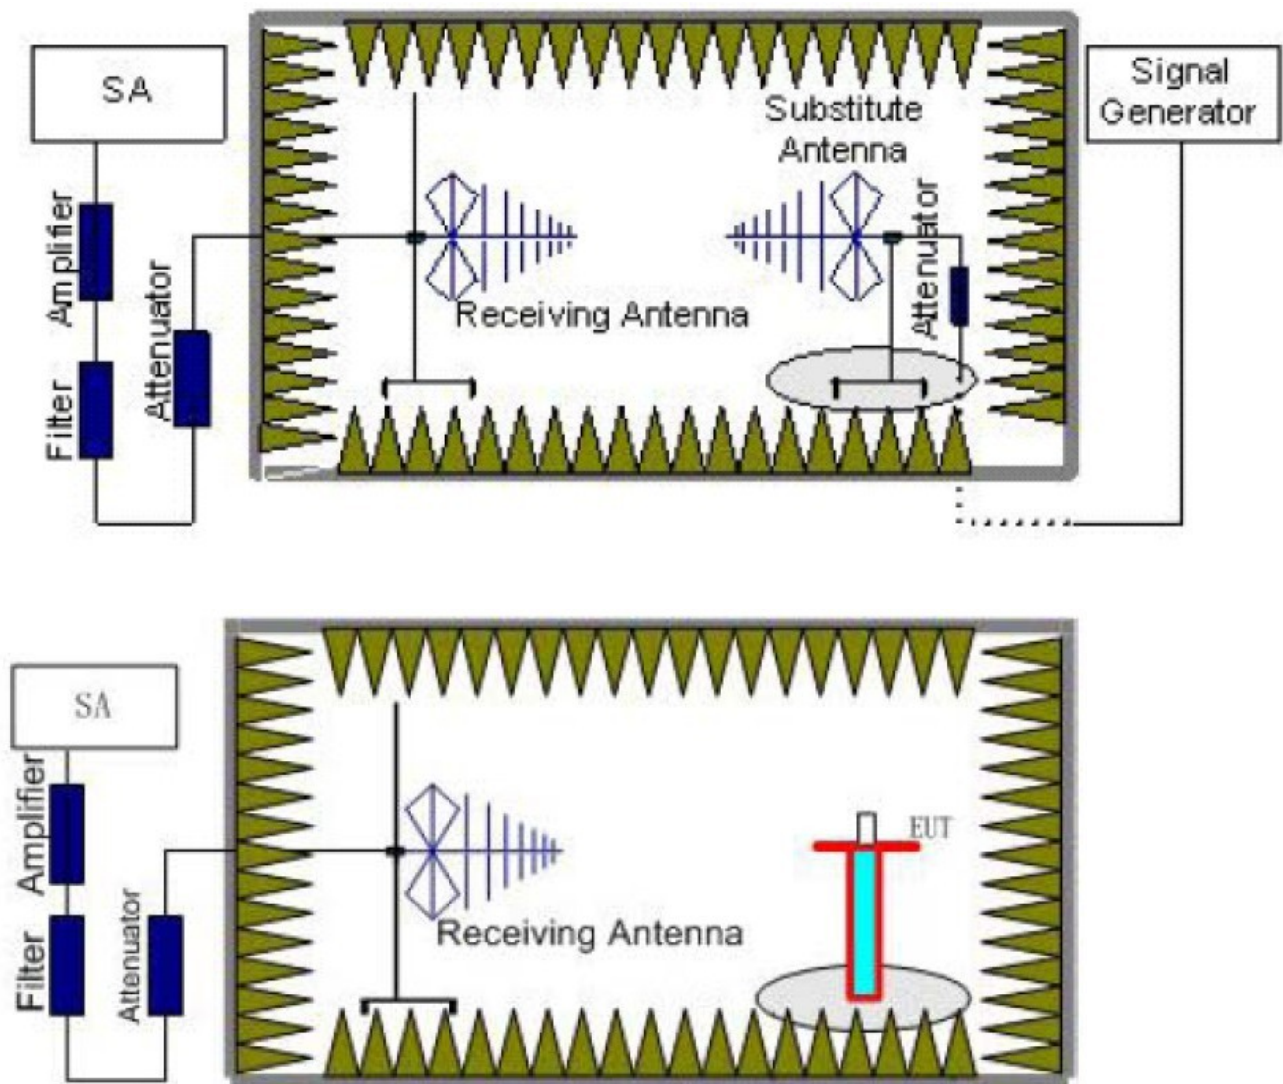 SA
Signal
Generator
Substitute
Antenna
Amplifier
Attenuator
Attenuator
Receiving Antenna
Filter
SA
Amplifier
EUT
Attenuator
Receiving Antenna
Filter